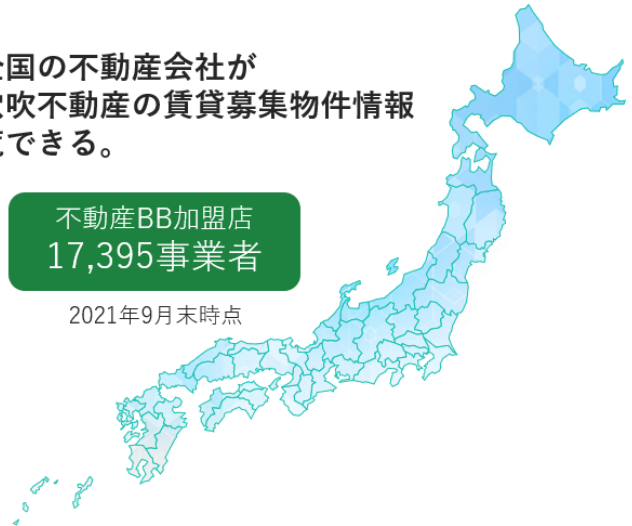 国の不動産会社が
吹不動産の賃貸募集物件情報
できる。
不動産BB加盟店
17,395事業者
2021年9月末時点